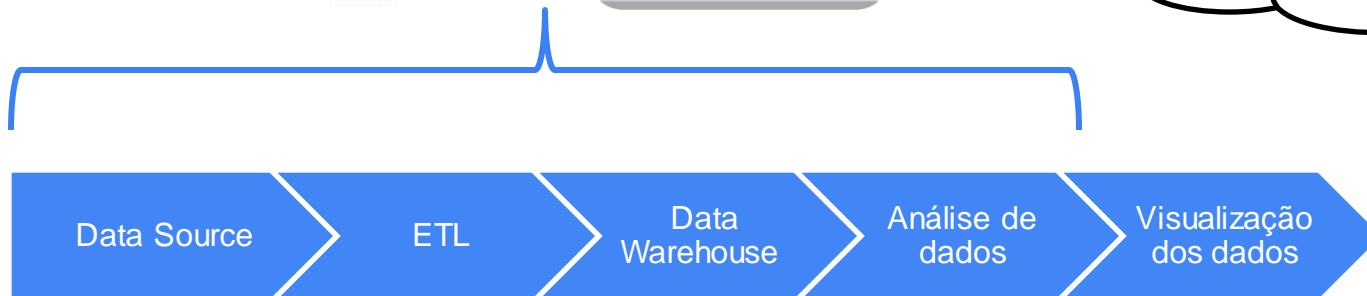 Data Source
ETL
Data
Warehouse
Análise de
dados
Visualização
dos dados